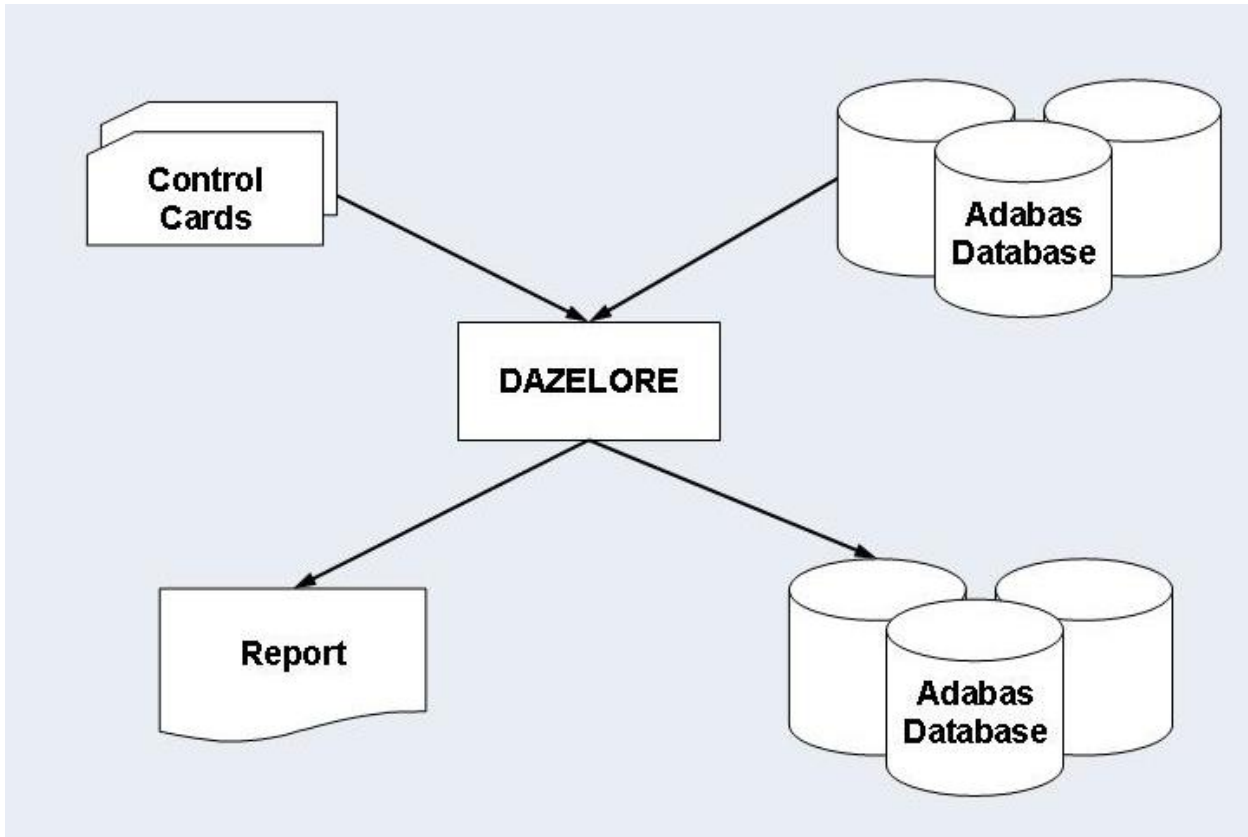 Control
Cards
Adabas
Database
DAZELORE
Report
Adabas
Database